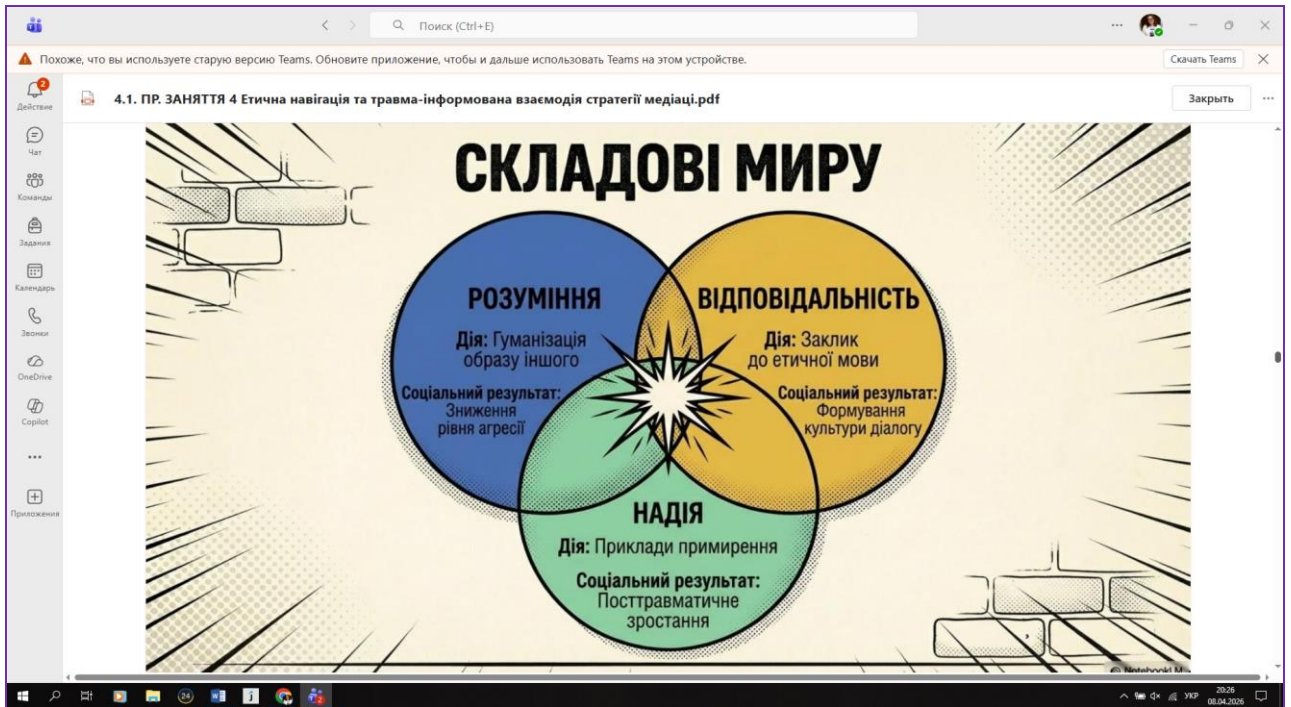 Поиск (Ctrl+E)
Похоже, что вы используете старую версию Teams. Обновите приложение, чтобы и дальше использовать Teams на этом устройстве.
Скачать Teams
2
Действие
Чат
Команды
Задания
Календарь
Звонки
OneDrive
Copilot
Приложения
4.1. ПР. ЗАНЯТТЯ 4 Етична навігація та травма-інформована взаємодія стратегії медіаці.pdf
Закрыть
СКЛАДОВІ МИРУ
РОЗУМІННЯ
Дія: Гуманізація
образу іншого
Соціальний результат:
Зниження
рівня агресії
ВІДПОВІДАЛЬНІСТЬ
Дія: Заклик
до етичної мови
Соціальний результат:
Формування
культури діалогу
НАДІЯ
Дія: Приклади примирення
Соціальний результат:
Посттравматичне
зростання
NotebookLM
24
УКР
20:26
08.04.2026